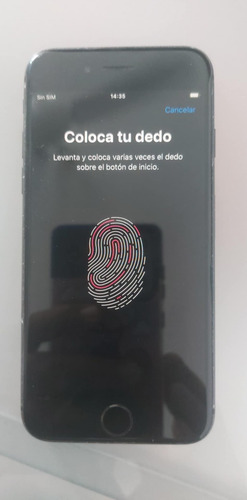 Sin SIM
14:35
Cancelar
Coloca tu dedo
Levanta y coloca varias veces el dedo
sobre el botón de inicio.